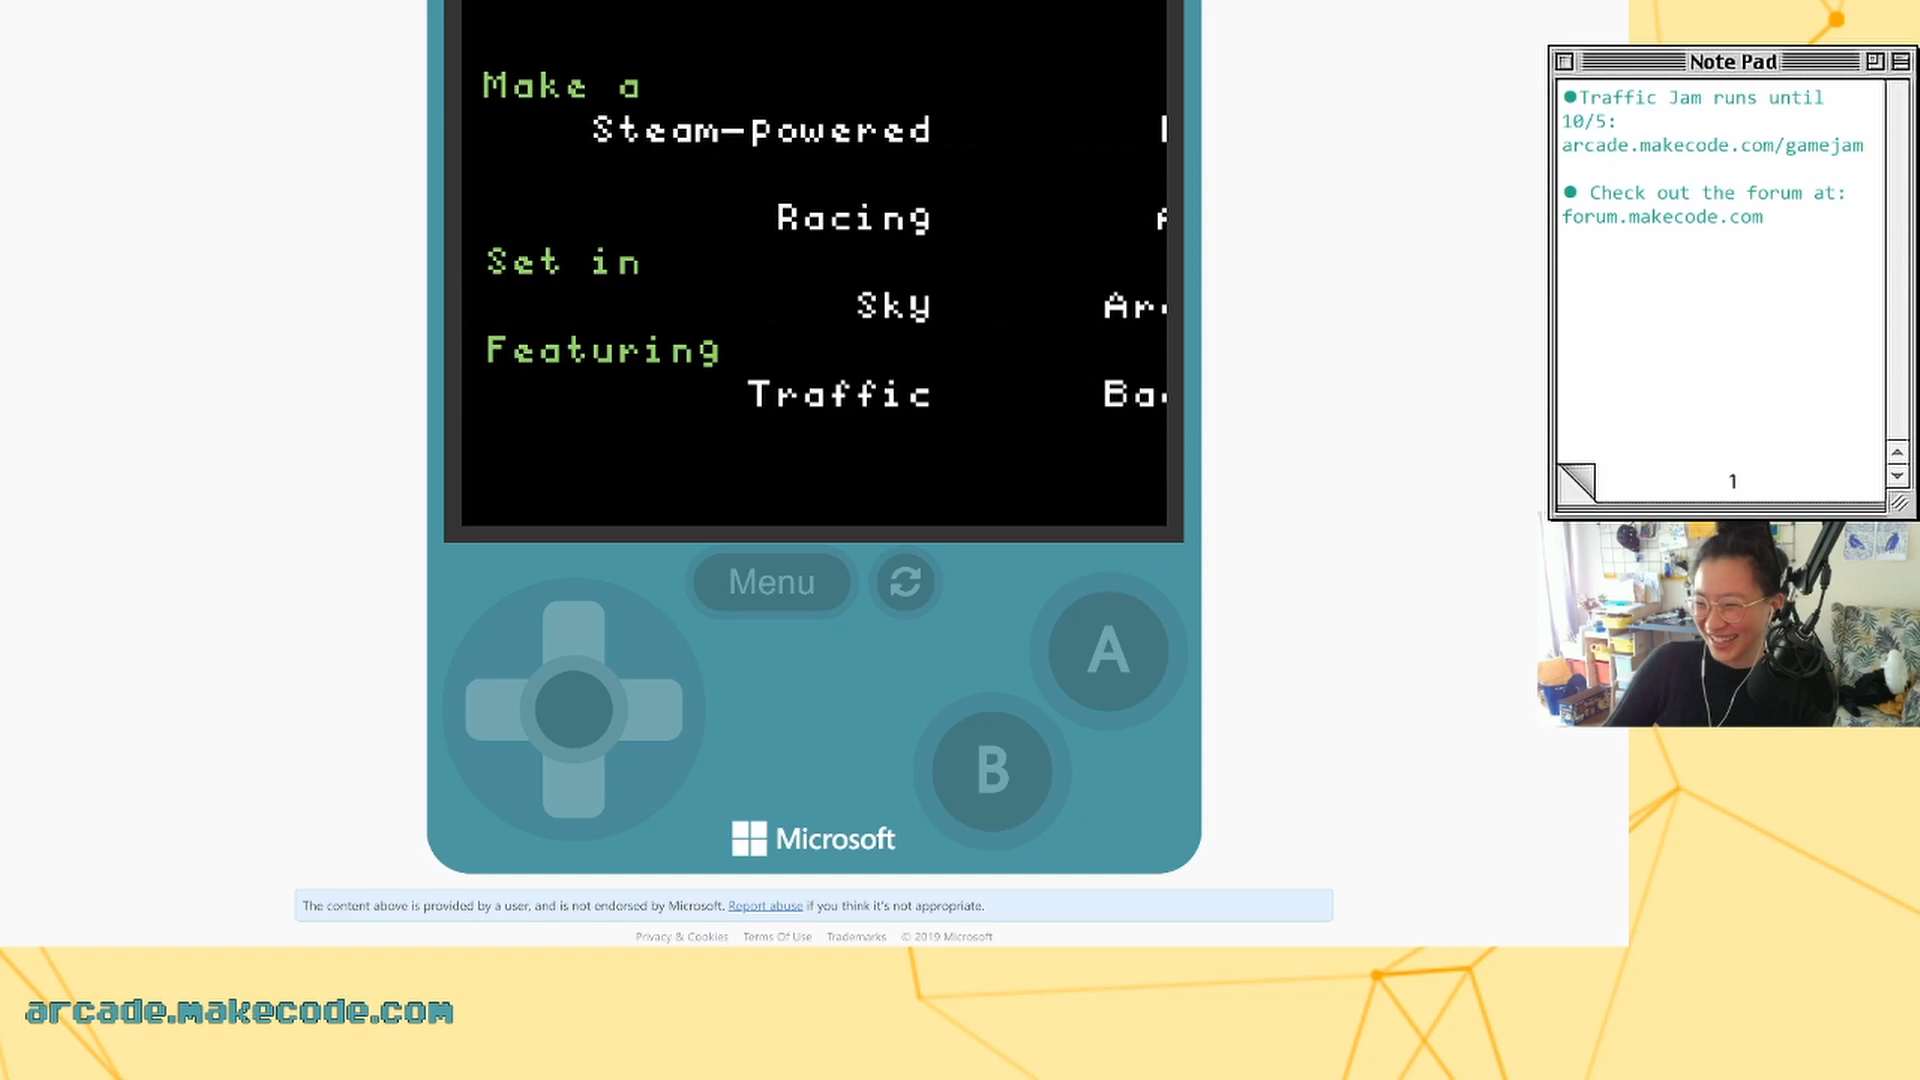 Make a
Steam-powered
Racing
Set in
Sky
Featuring
Traffic
Menu
A
B
Microsoft
The content above is provided by a user, and is not endorsed by Microsoft. Report abuse if you think it's not appropriate.
Privacy & Cookies Terms Of Use Trademarks © 2019 Microsoft
arcade.makecode.com
Note Pad
●Traffic Jam runs until
10/5:
arcade.makecode.com/gamejam
● Check out the forum at:
forum.makecode.com
1